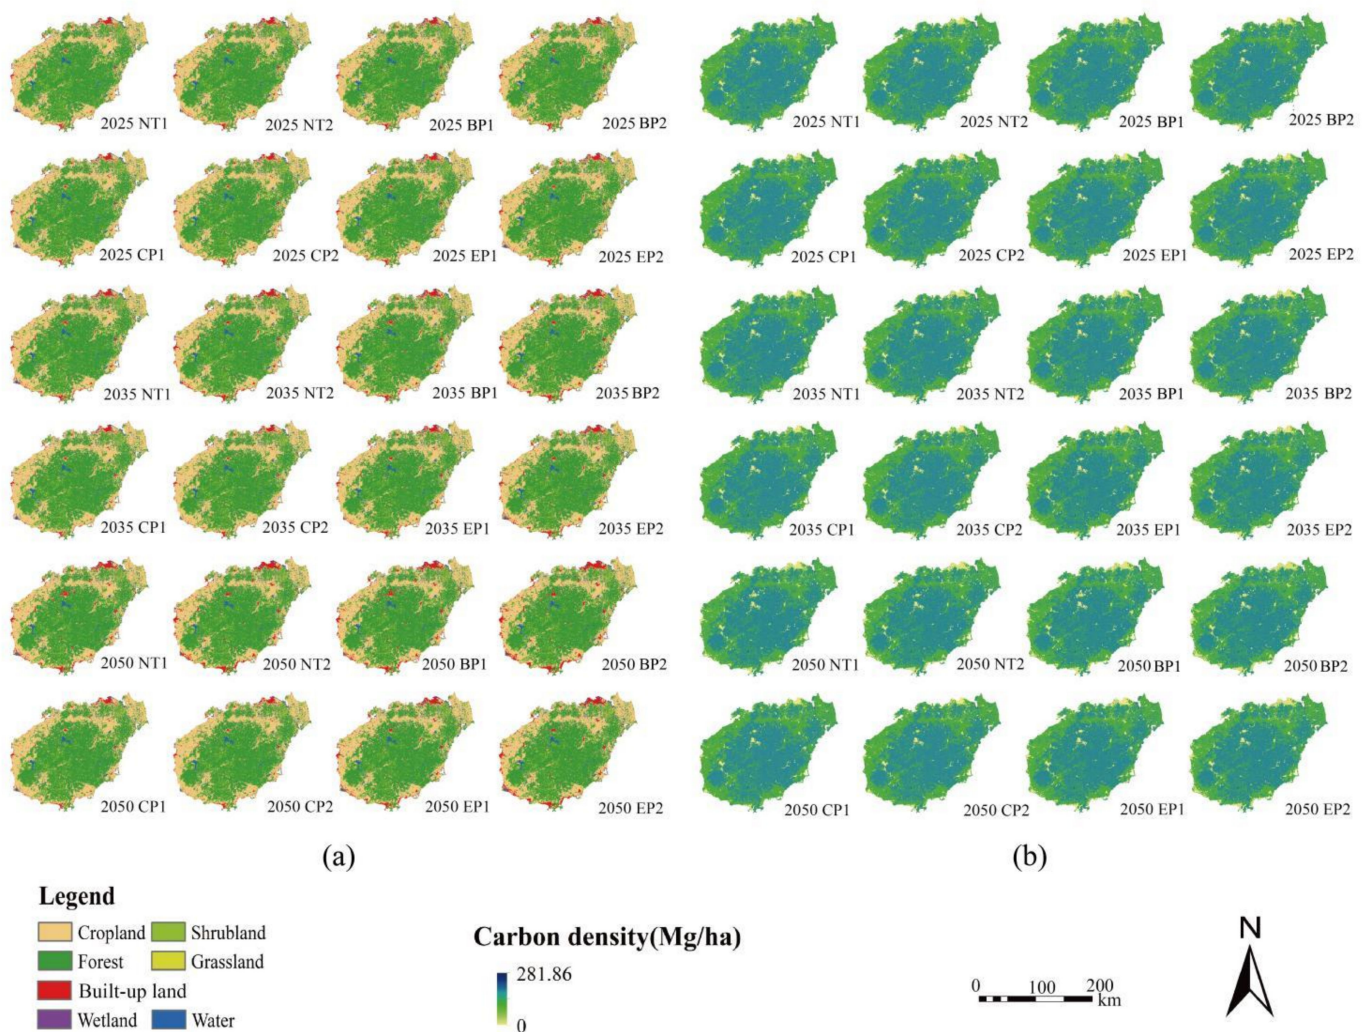 2025 NT1 2025 NT2 2025 BP1 2025 BP2 2025 NT1 2025 NT2 2025 BP1 2025 BP2
2025 CP1 2025 CP2 2025 EP1 2025 EP2 2025 CP1 2025 CP2 2025 EP1 2025 EP2
2035 NT1 2035 NT2 2035 BP1 2035 BP2 2035 NT1 2035 NT2 2035 BP1 2035 BP2
2035 CP1 2035 CP2 2035 EP1 2035 EP2 2035 CP1 2035 CP2 2035 EP1 2035 EP2
2050 NT1 2050 NT2 2050 BP1 2050 BP2 2050 NT1 2050 NT2 2050 BP1 2050 BP2
2050 CP1 2050 CP2 2050 EP1 2050 EP2 2050 CP1 2050 CP2 2050 EP1 2050 EP2
(a) (b)
Legend
Cropland Shrubland
Forest Grassland
Built-up land
Wetland Water
Carbon density(Mg/ha)
281.86
0
0 100 200
km
N